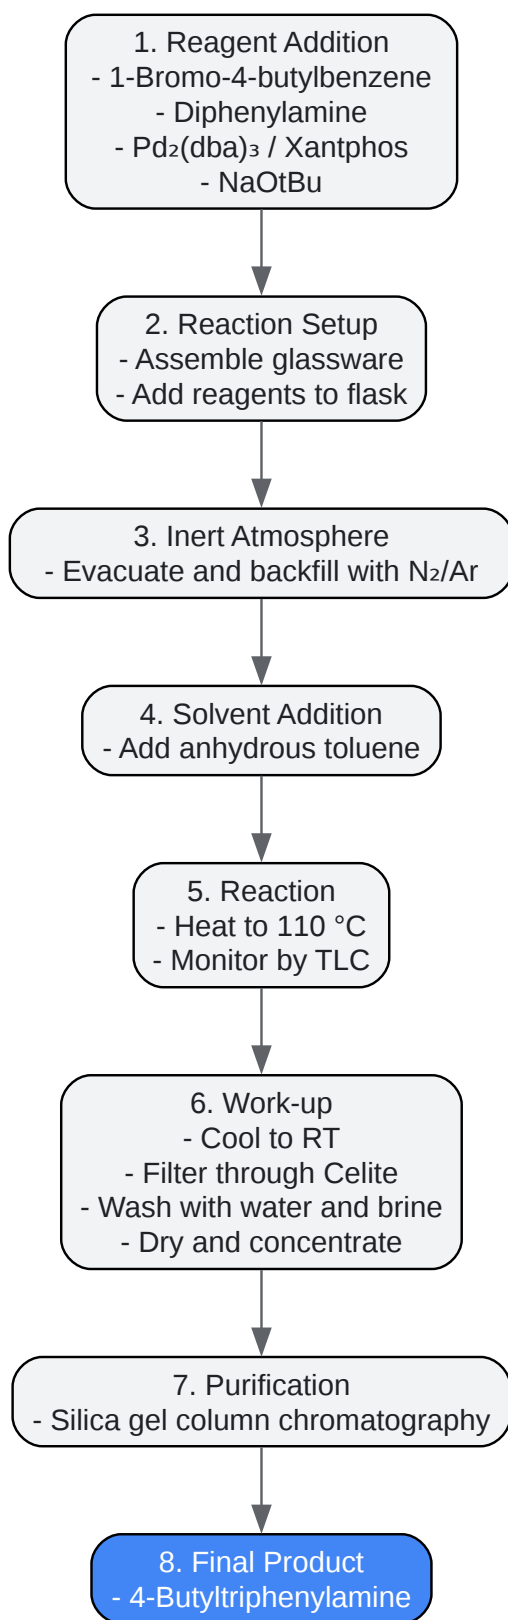 1. Reagent Addition
- 1-Bromo-4-butylbenzene
- Diphenylamine
- Pd₂(dba)₃ / Xantphos
- NaOtBu
2. Reaction Setup
- Assemble glassware
- Add reagents to flask
3. Inert Atmosphere
- Evacuate and backfill with N₂/Ar
4. Solvent Addition
- Add anhydrous toluene
5. Reaction
- Heat to 110 °C
- Monitor by TLC
6. Work-up
- Cool to RT
- Filter through Celite
- Wash with water and brine
- Dry and concentrate
7. Purification
- Silica gel column chromatography
8. Final Product
- 4-Butyltriphenylamine